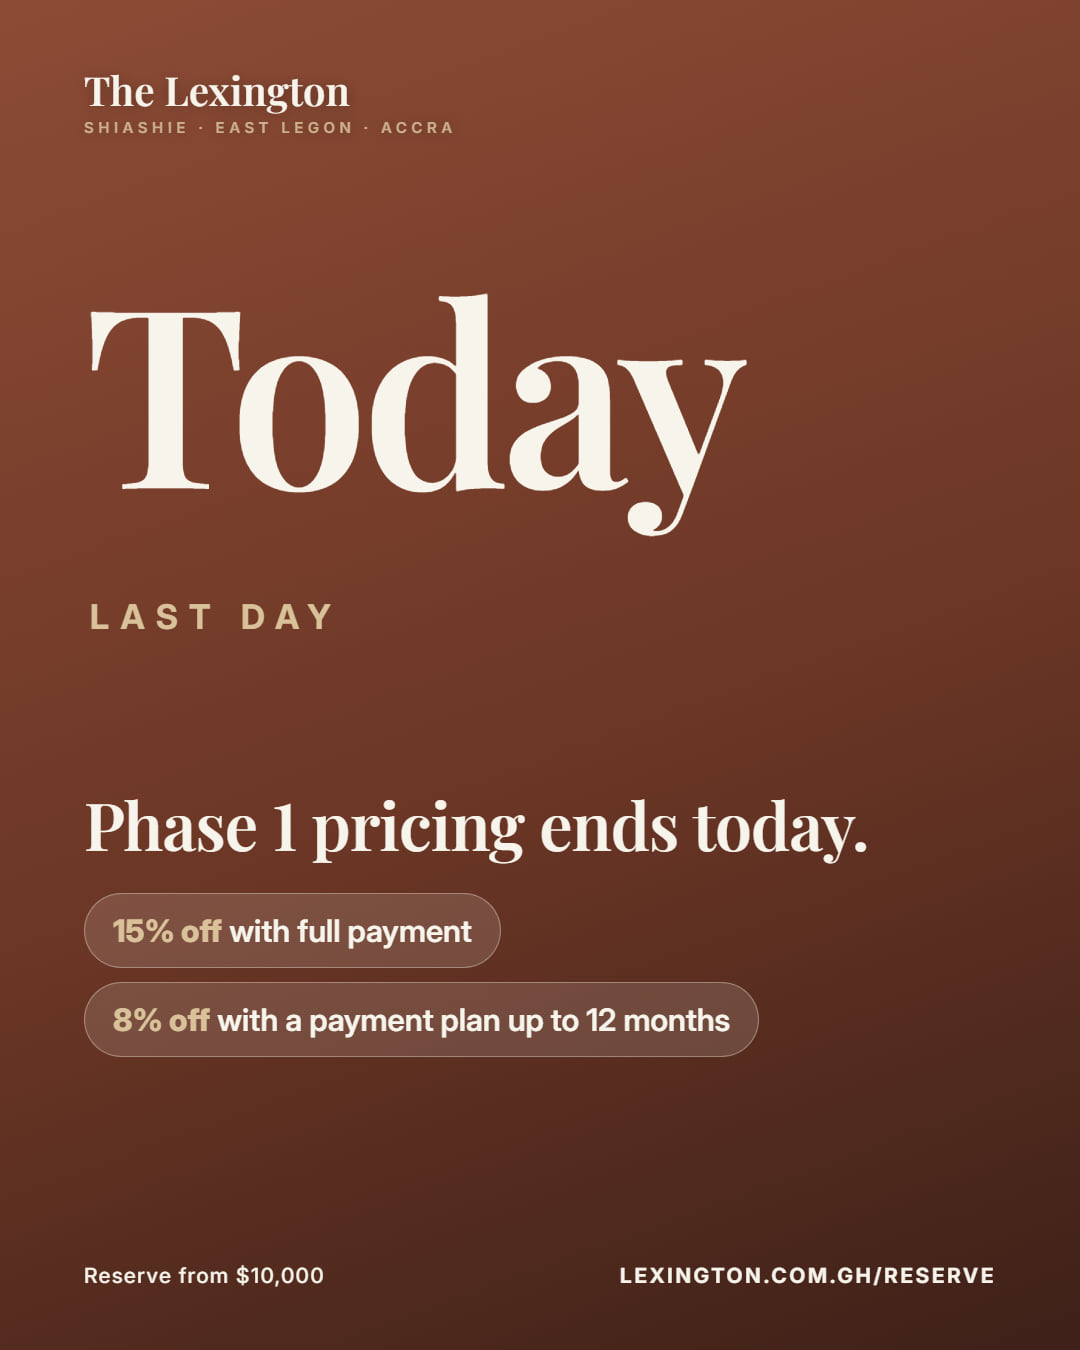 The Lexington
SHIASHIE · EAST LEGON · ACCRA
Today
LAST DAY
Phase 1 pricing ends today.
15% off with full payment
8% off with a payment plan up to 12 months
Reserve from $10,000
LEXINGTON.COM.GH/RESERVE